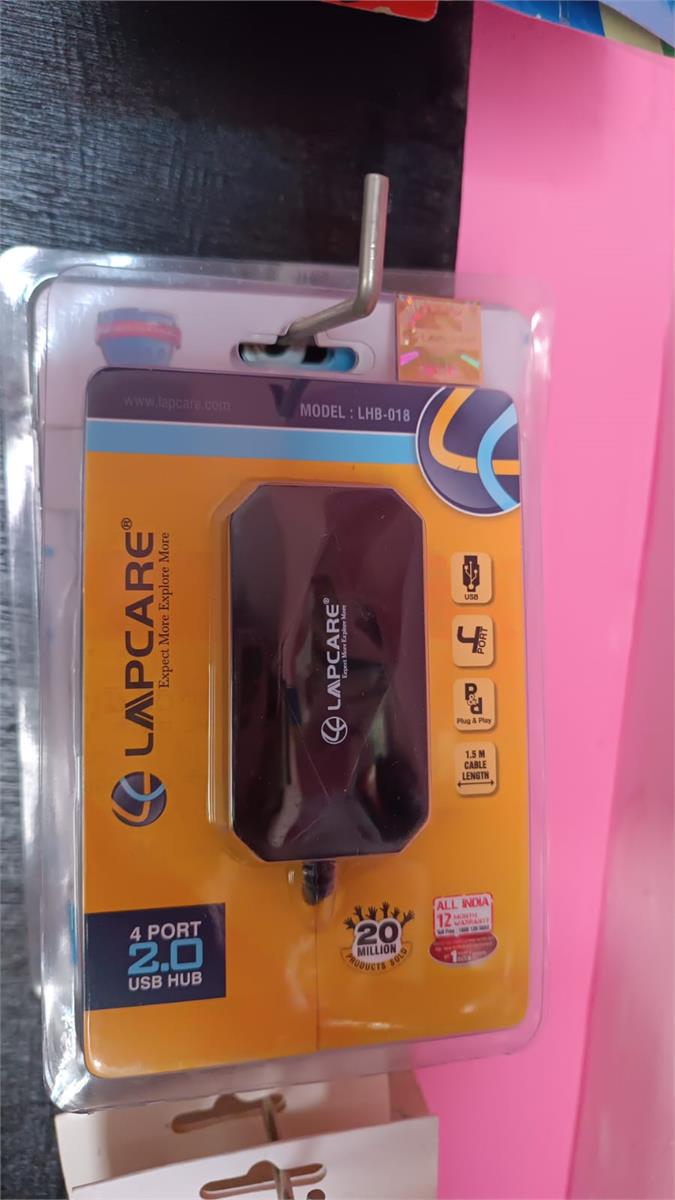 www.lapcare.com
MODEL : LHB-018
LAPCARE®
Expect More Explore More
LAPCARE®
Expect More Explore More
USB
4 PORT
P&P
Plug & Play
1.5 M
CABLE
LENGTH
4 PORT
2.0
USB HUB
20
MILLION
PRODUCTS SOLD
ALL INDIA
12 MONTH
WARRANTY